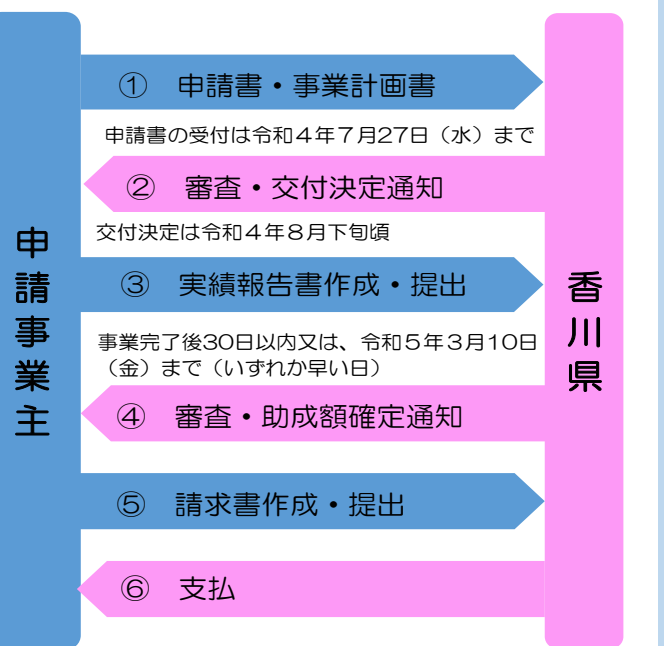 申請事業主
① 申請書・事業計画書
申請書の受付は令和４年７月27日（水）まで
② 審査・交付決定通知
交付決定は令和４年８月下旬頃
③ 実績報告書作成・提出
事業完了後30日以内又は、令和５年３月10日
（金）まで（いずれか早い日）
④ 審査・助成額確定通知
⑤ 請求書作成・提出
⑥ 支払
香川県